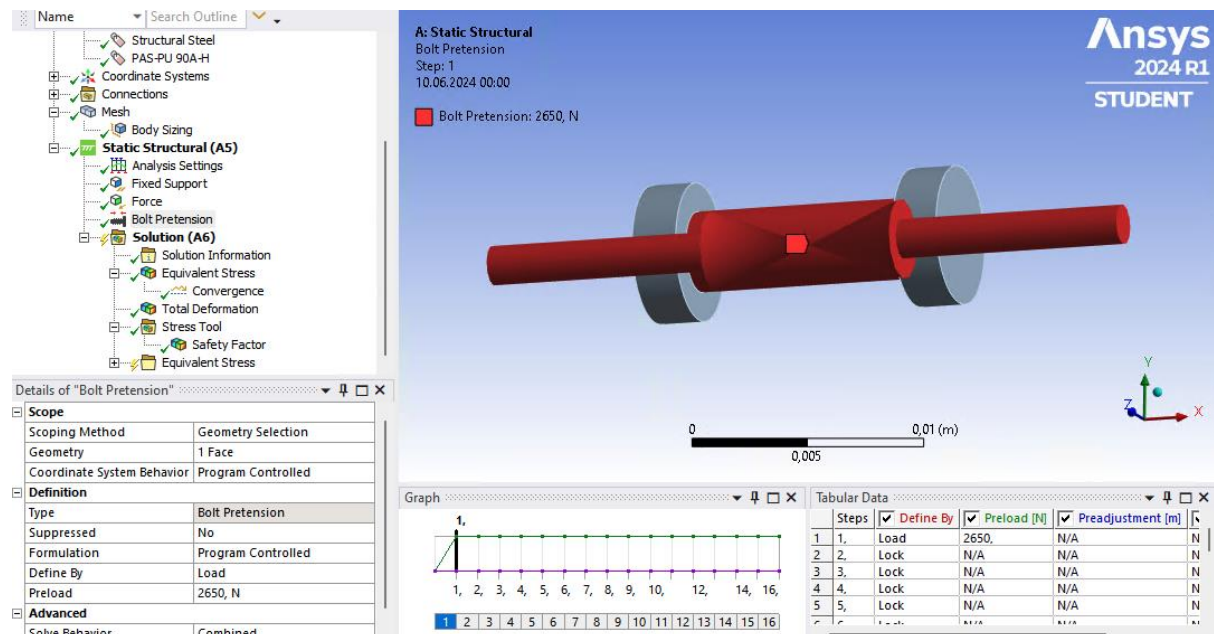 Name Search Outline
Structural Steel
PAS-PU 90A-H
Coordinate Systems
Connections
Mesh
Body Sizing
Static Structural (A5)
Analysis Settings
Fixed Support
Force
Bolt Pretension
Solution (A6)
Solution Information
Equivalent Stress
Convergence
Total Deformation
Stress Tool
Safety Factor
Equivalent Stress
Details of "Bolt Pretension"
Scope
Scoping Method Geometry Selection
Geometry 1 Face
Coordinate System Behavior Program Controlled
Definition
Type Bolt Pretension
Suppressed No
Formulation Program Controlled
Define By Load
Preload 2650, N
Advanced
Solve Behavior Combined
A: Static Structural
Bolt Pretension
Step: 1
10.06.2024 00:00
Bolt Pretension: 2650, N
Ansys
2024 R1
STUDENT
Y
Z X
0 0,01 (m)
0,005
Graph
1,
1, 2, 3, 4, 5, 6, 7, 8, 9, 10, 12, 14, 16,
1 2 3 4 5 6 7 8 9 10 11 12 13 14 15 16
Tabular Data
Steps Define By Preload [N] Preadjustment [m]
1 1, Load 2650, N/A N
2 2, Lock N/A N/A N
3 3, Lock N/A N/A N
4 4, Lock N/A N/A N
5 5, Lock N/A N/A N